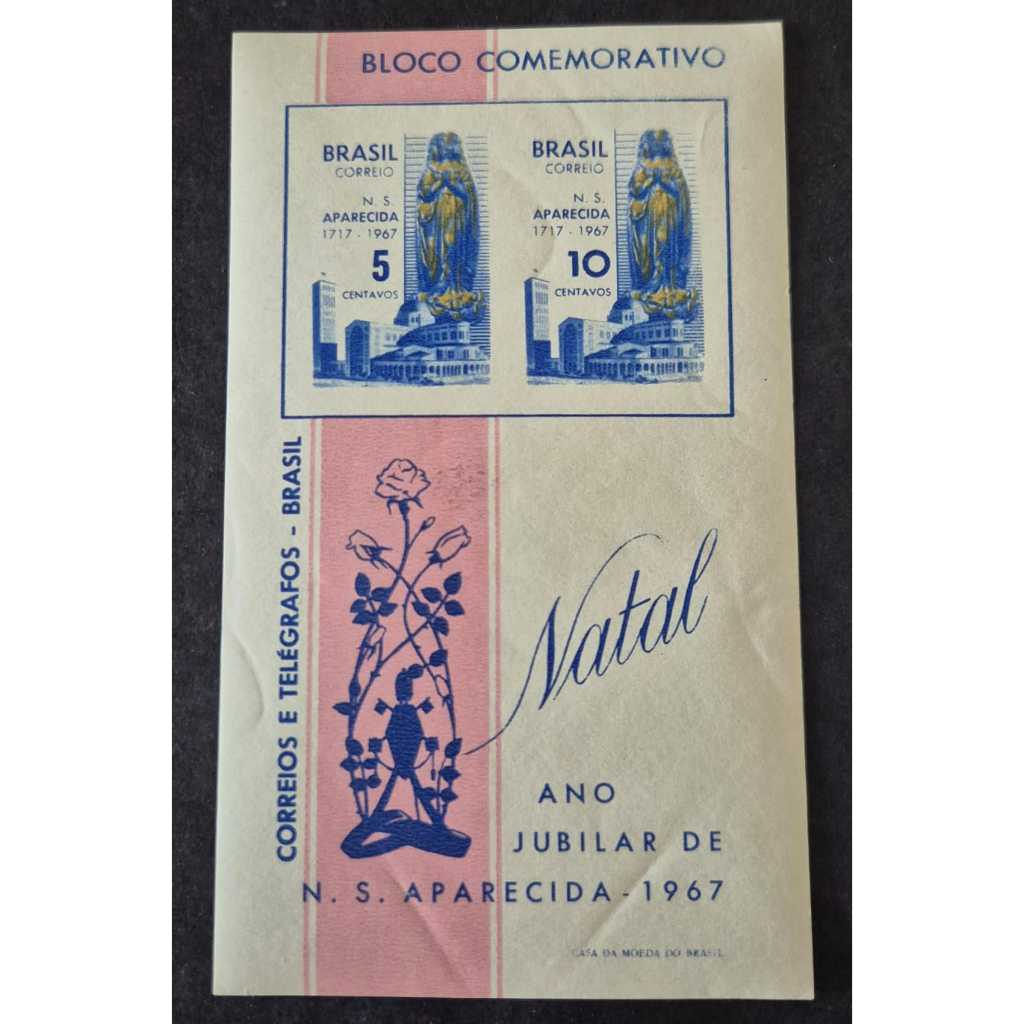 BLOCO COMEMORATIVO
BRASIL
CORREIO
N. S.
APARECIDA
1717 - 1967
5
CENTAVOS
BRASIL
CORREIO
N. S.
APARECIDA
1717 - 1967
10
CENTAVOS
CORREIOS E TELÉGRAFOS - BRASIL
Natal
ANO
JUBILAR DE
N. S. APARECIDA - 1967
CASA DA MOEDA DO BRASIL